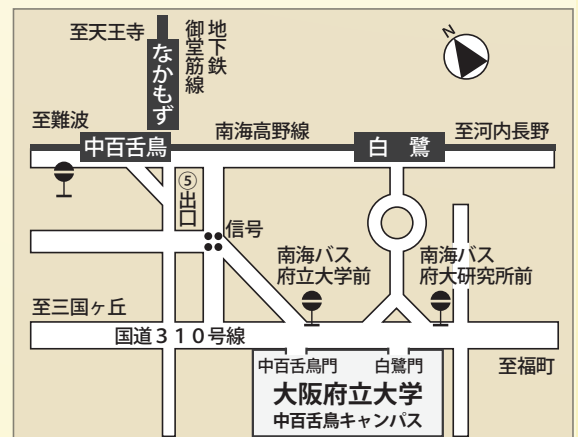 N
至天王寺
地下鉄
御堂筋線
なかもず
至難波
中百舌鳥
南海高野線
白 鷺
至河内長野
⑤出口
信号
南海バス
府立大学前
南海バス
府大研究所前
至三国ヶ丘
国道310号線
至福町
中百舌鳥門
白鷺門
大阪府立大学
中百舌鳥キャンパス